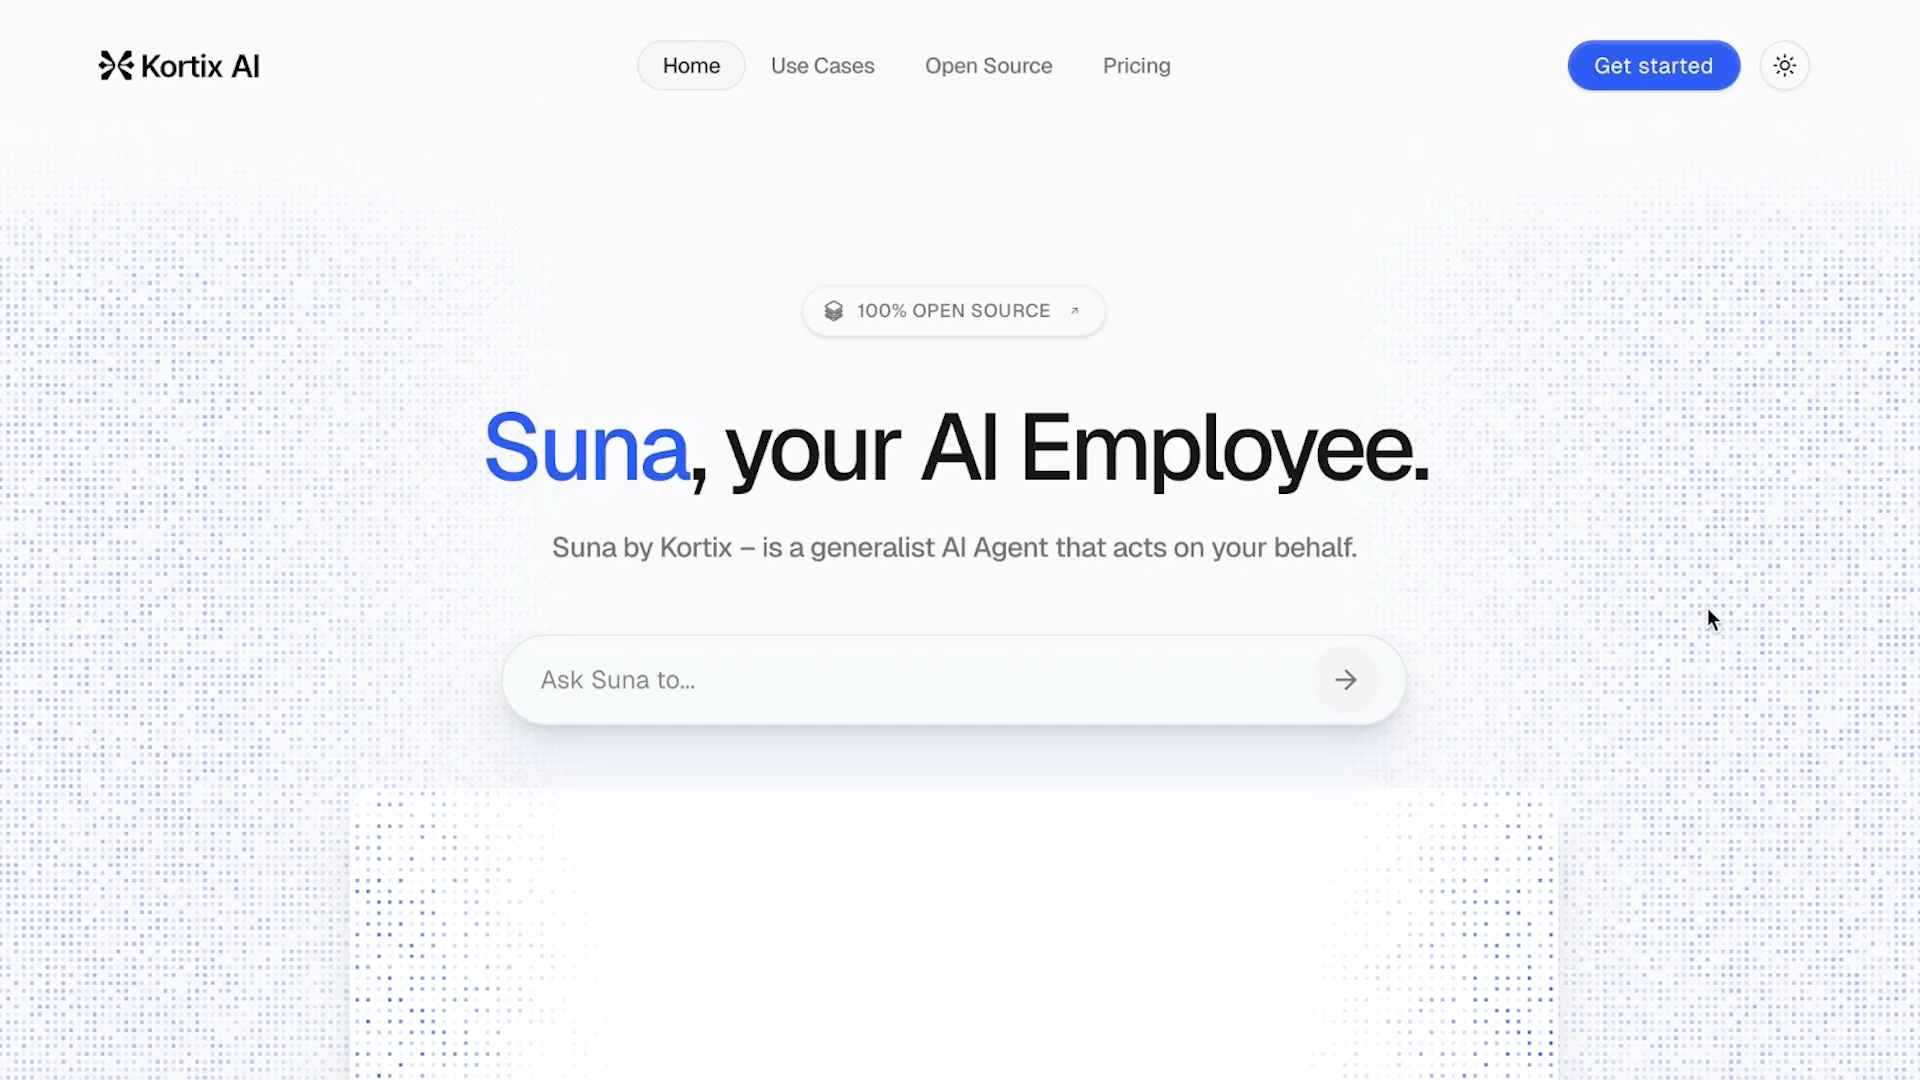 Kortix AI
Home
Use Cases
Open Source
Pricing
Get started
100% OPEN SOURCE
Suna, your AI Employee.
Suna by Kortix – is a generalist AI Agent that acts on your behalf.
Ask Suna to...